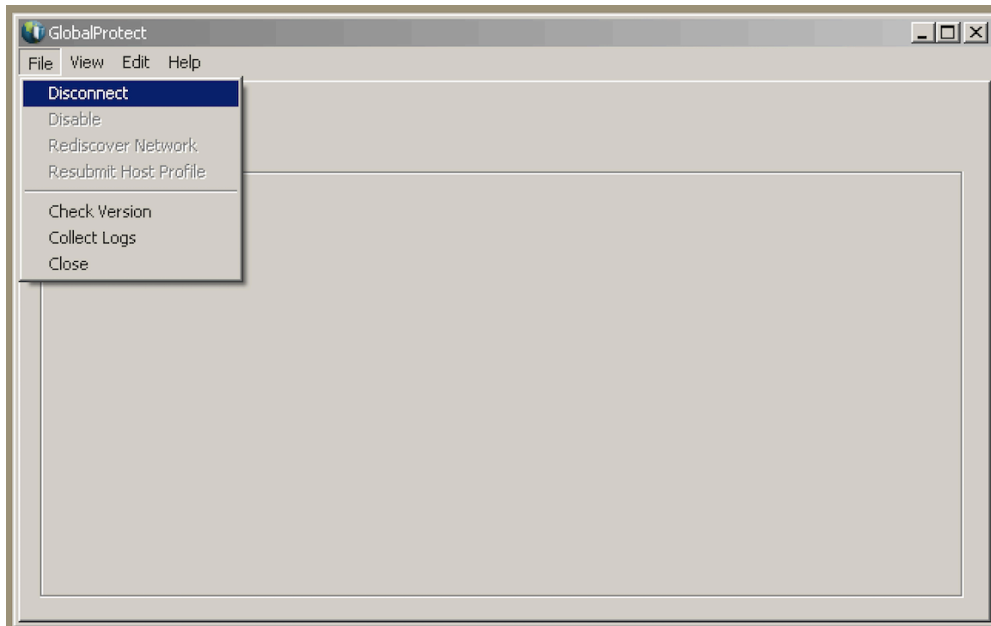 GlobalProtect
File View Edit Help
Disconnect
Disable
Rediscover Network
Resubmit Host Profile
Check Version
Collect Logs
Close